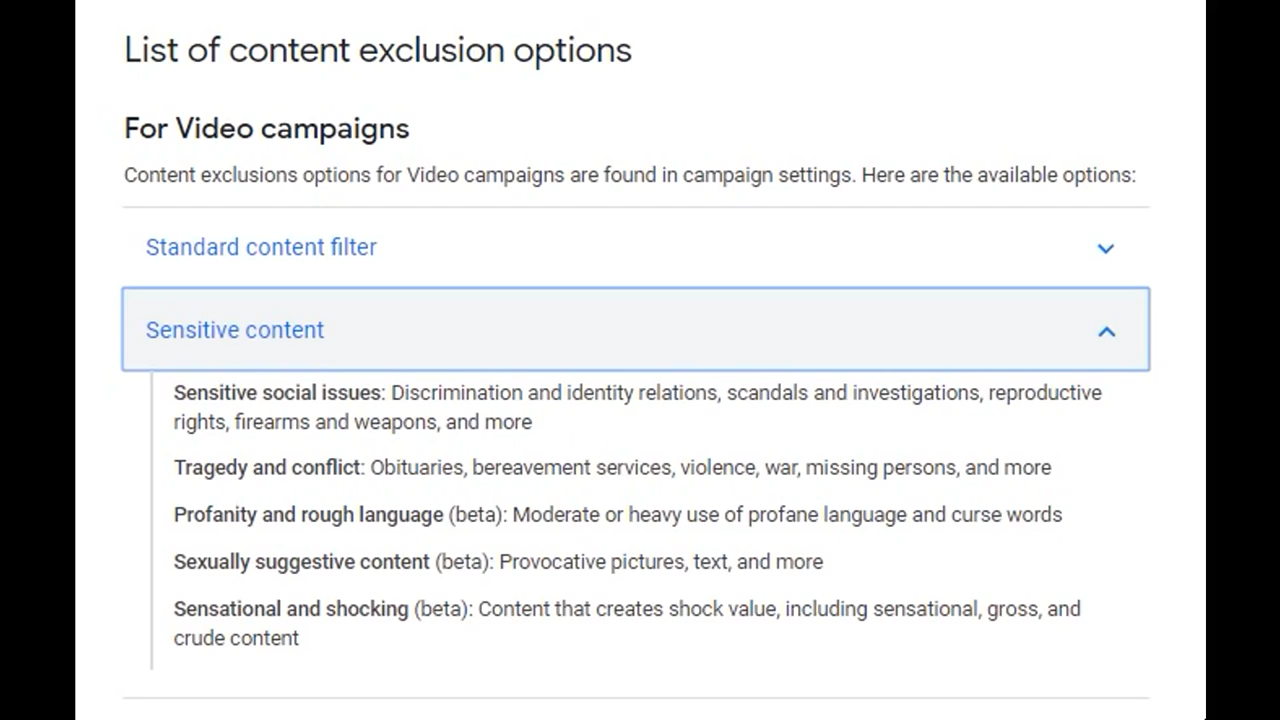 List of content exclusion options
For Video campaigns
Content exclusions options for Video campaigns are found in campaign settings. Here are the available options:
Standard content filter
Sensitive content
Sensitive social issues: Discrimination and identity relations, scandals and investigations, reproductive
rights, firearms and weapons, and more
Tragedy and conflict: Obituaries, bereavement services, violence, war, missing persons, and more
Profanity and rough language (beta): Moderate or heavy use of profane language and curse words
Sexually suggestive content (beta): Provocative pictures, text, and more
Sensational and shocking (beta): Content that creates shock value, including sensational, gross, and
crude content